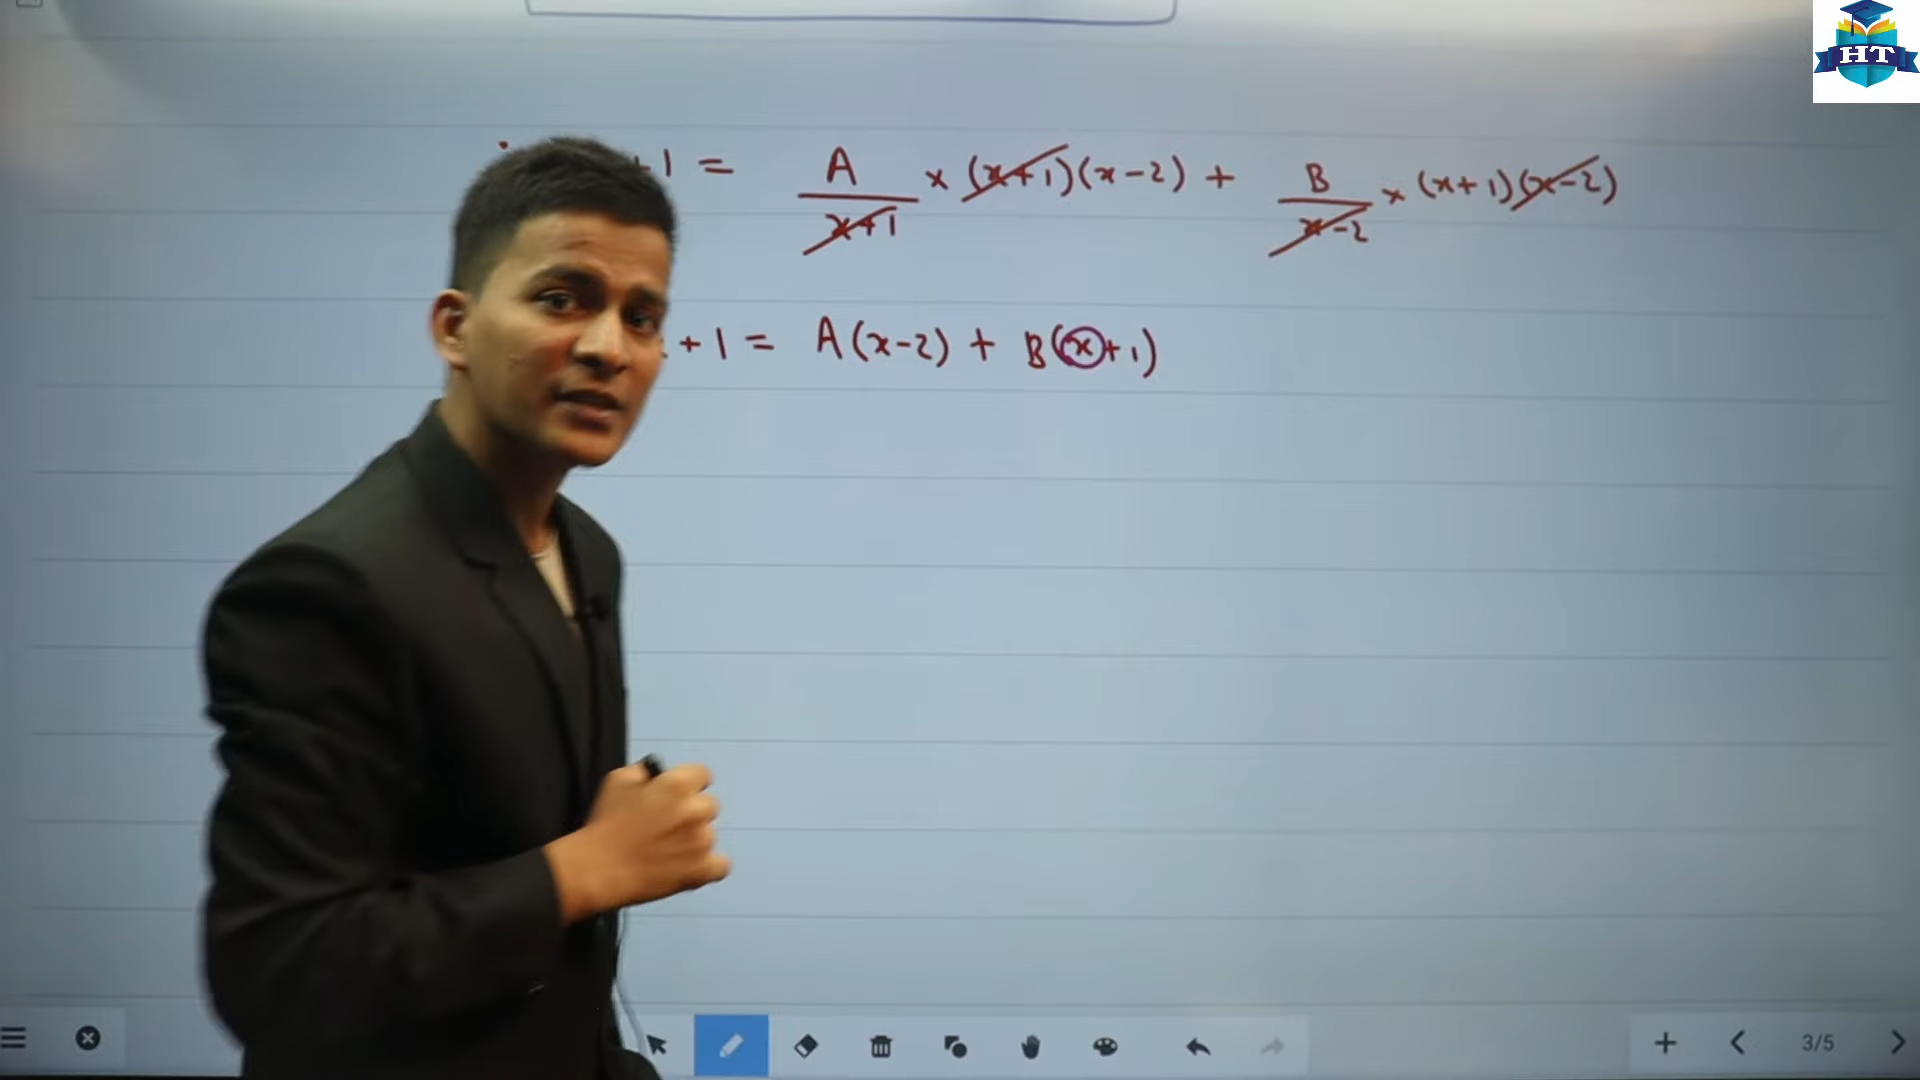 HT
+1 = A/x+1 × (x+1)(x-2) + B/x-2 × (x+1)(x-2)
+1 = A(x-2) + B(x+1)
3/5